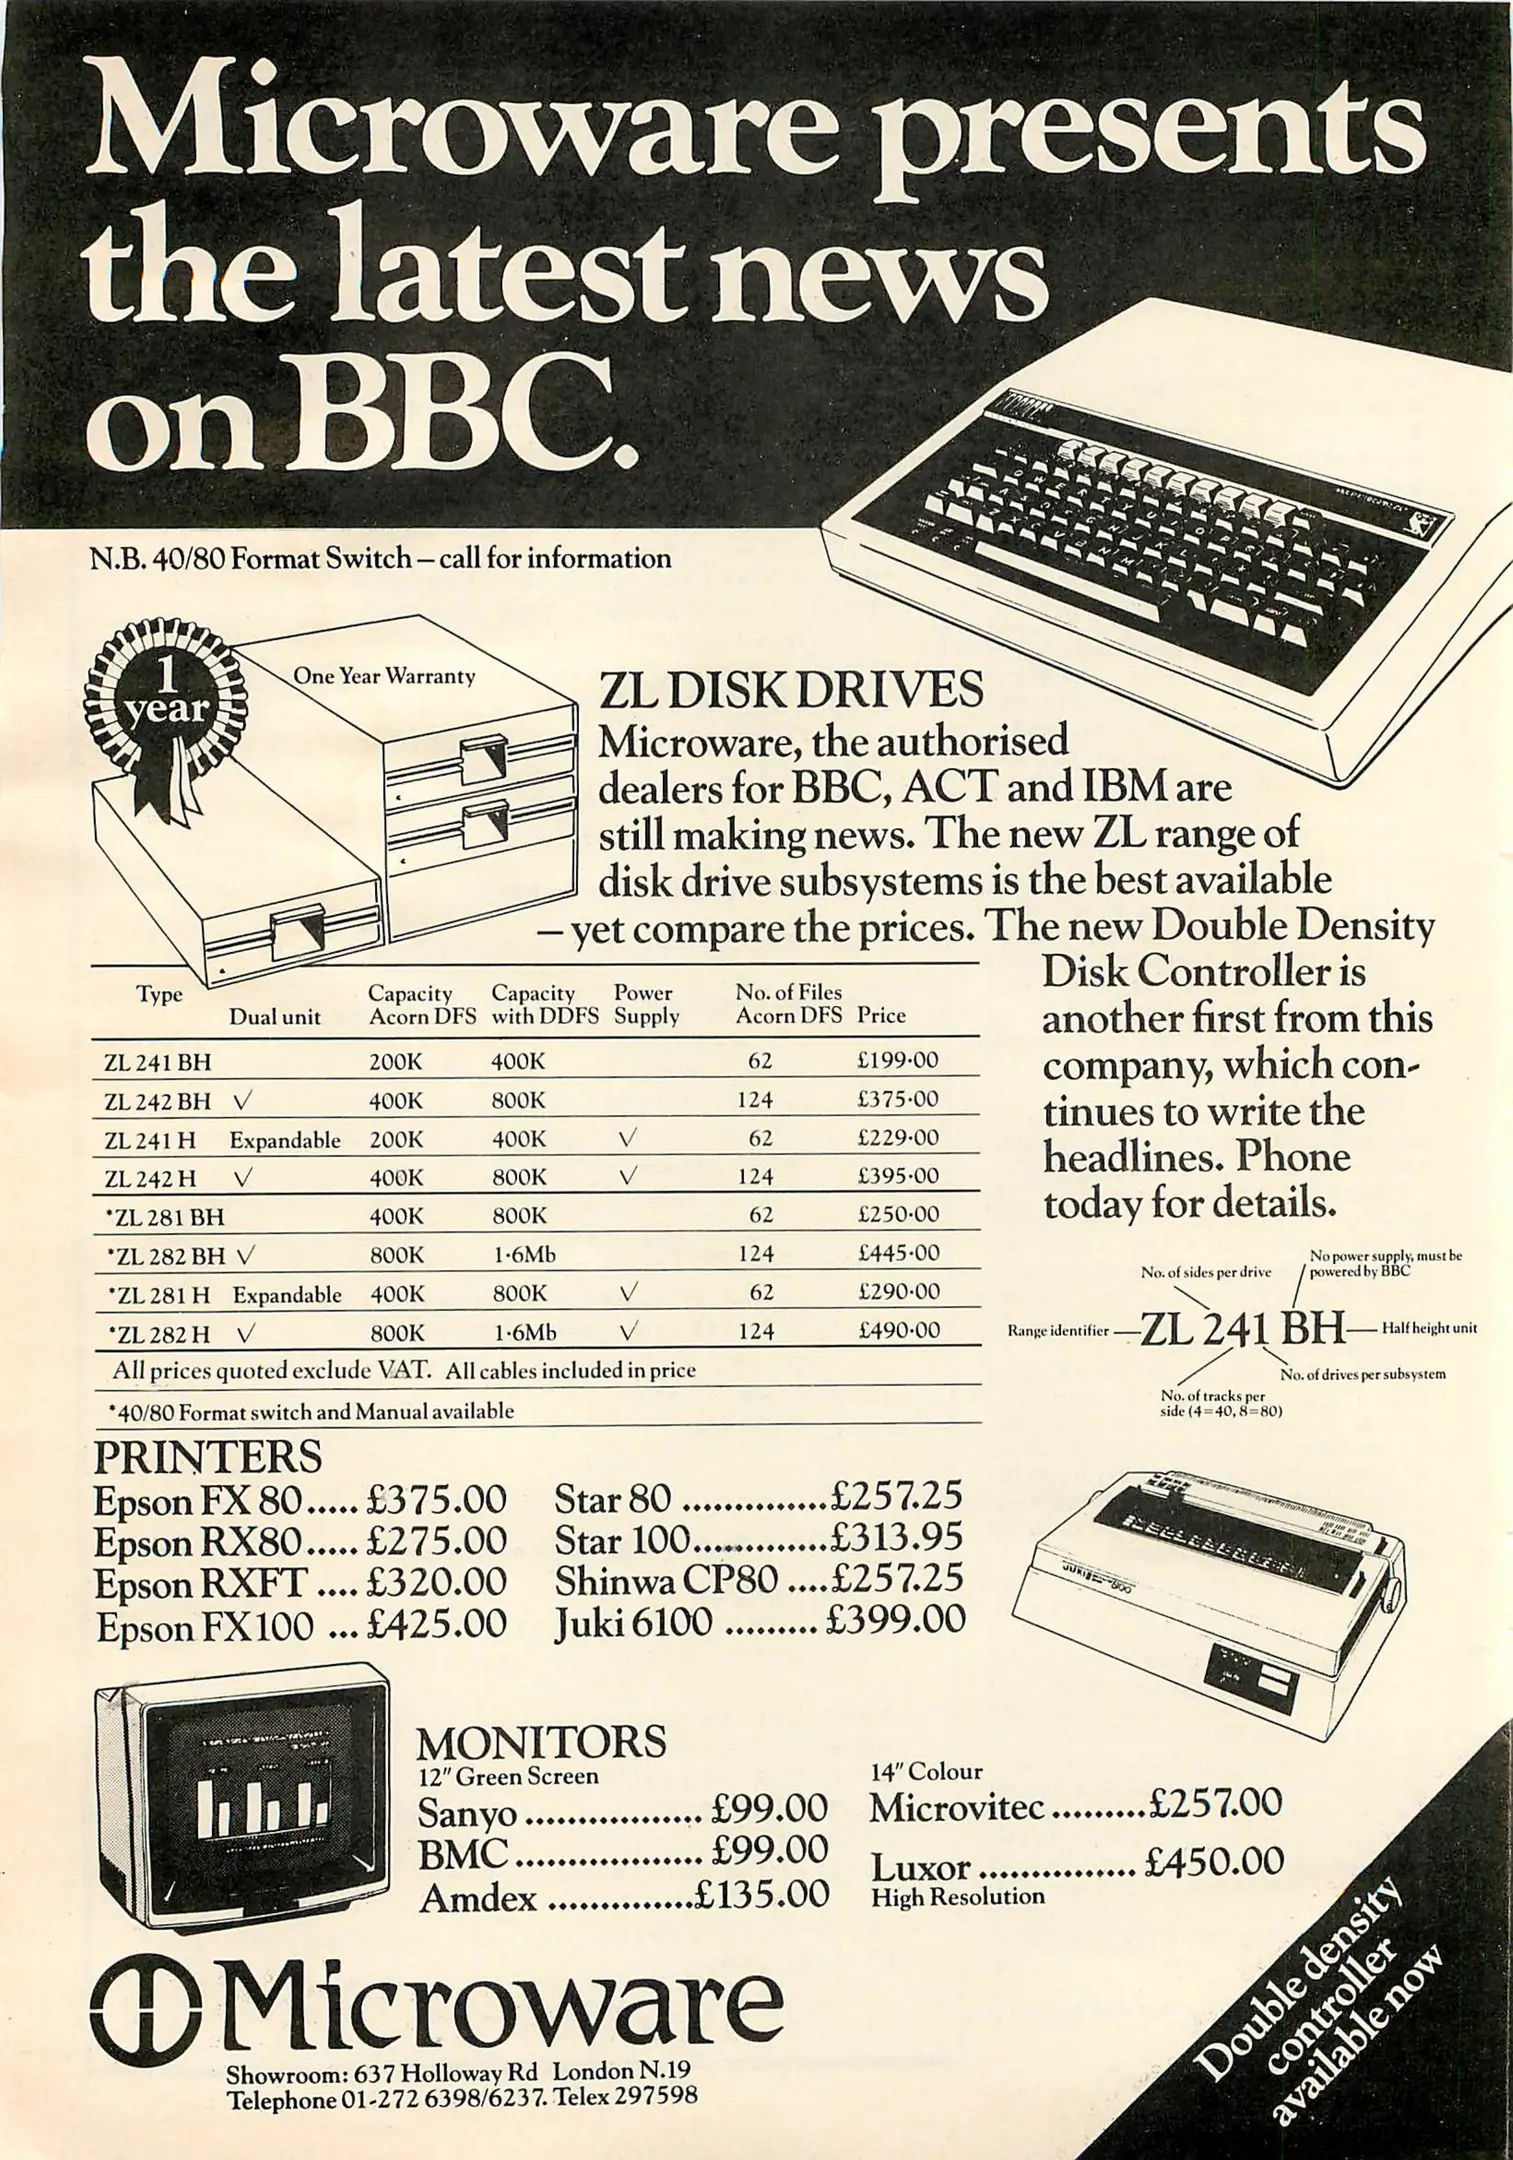 Microware presents
the latest news
on BBC.
N.B. 40/80 Format Switch – call for information
1
year
One Year Warranty
ZL DISK DRIVES
Microware, the authorised
dealers for BBC, ACT and IBM are
still making news. The new ZL range of
disk drive subsystems is the best available
– yet compare the prices. The new Double Density
Disk Controller is
another first from this
company, which con-
tinues to write the
headlines. Phone
today for details.
Type Dual unit Capacity Acorn DFS Capacity with DDFS Power Supply No. of Files Acorn DFS Price
ZL 241 BH 200K 400K 62 £199·00
ZL 242 BH √ 400K 800K 124 £375·00
ZL 241 H Expandable 200K 400K √ 62 £229·00
ZL 242 H √ 400K 800K √ 124 £395·00
*ZL 281 BH 400K 800K 62 £250·00
*ZL 282 BH √ 800K 1·6Mb 124 £445·00
*ZL 281 H Expandable 400K 800K √ 62 £290·00
*ZL 282 H √ 800K 1·6Mb √ 124 £490·00
All prices quoted exclude VAT. All cables included in price
*40/80 Format switch and Manual available
No power supply, must be
powered by BBC
No. of sides per drive
Range identifier — ZL 241 BH — Half height unit
No. of drives per subsystem
No. of tracks per
side (4=40, 8=80)
PRINTERS
Epson FX 80..... £375.00
Epson RX80..... £275.00
Epson RXFT .... £320.00
Epson FX100 ... £425.00
Star 80 ..............£257.25
Star 100.............£313.95
Shinwa CP80 ....£257.25
Juki 6100 ......... £399.00
MONITORS
12" Green Screen
Sanyo ................. £99.00
BMC .................. £99.00
Amdex ..............£135.00
14" Colour
Microvitec .........£257.00
Luxor ............... £450.00
High Resolution
Microware
Showroom: 637 Holloway Rd London N.19
Telephone 01-272 6398/6237. Telex 297598
Double density
controller
available now